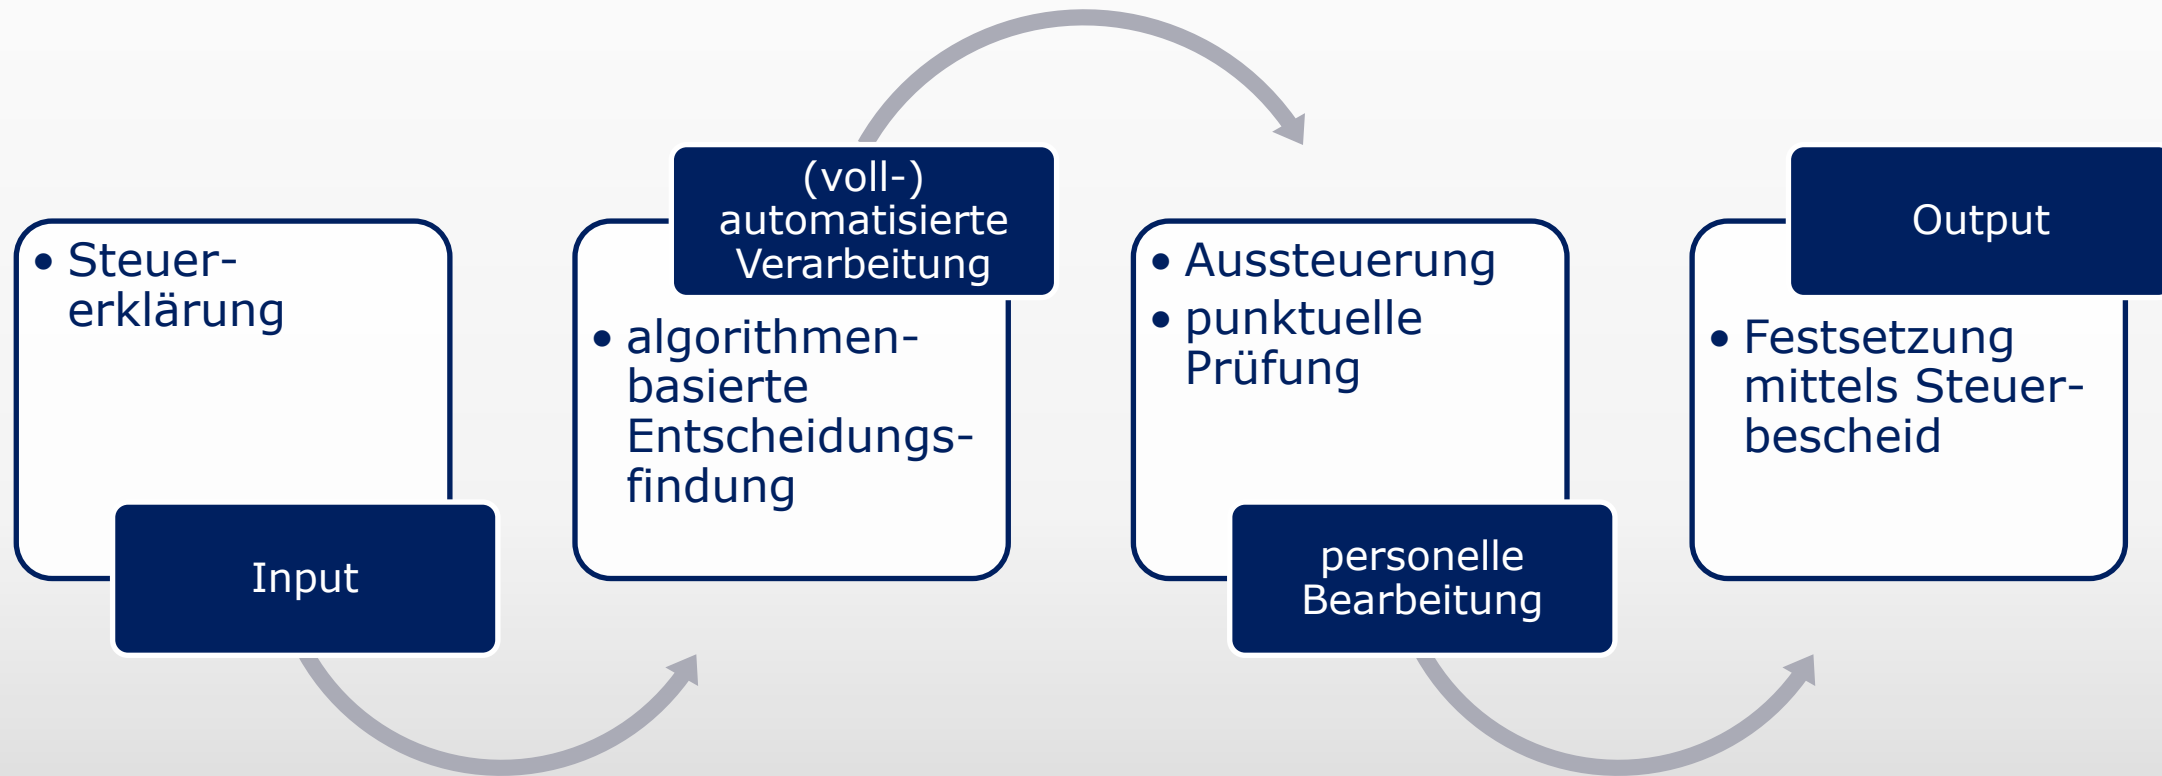 • Steuer-
erklärung
Input
(voll-)
automatisierte
Verarbeitung
• algorithmen-
basierte
Entscheidungs-
findung
• Aussteuerung
• punktuelle
Prüfung
personelle
Bearbeitung
Output
• Festsetzung
mittels Steuer-
bescheid